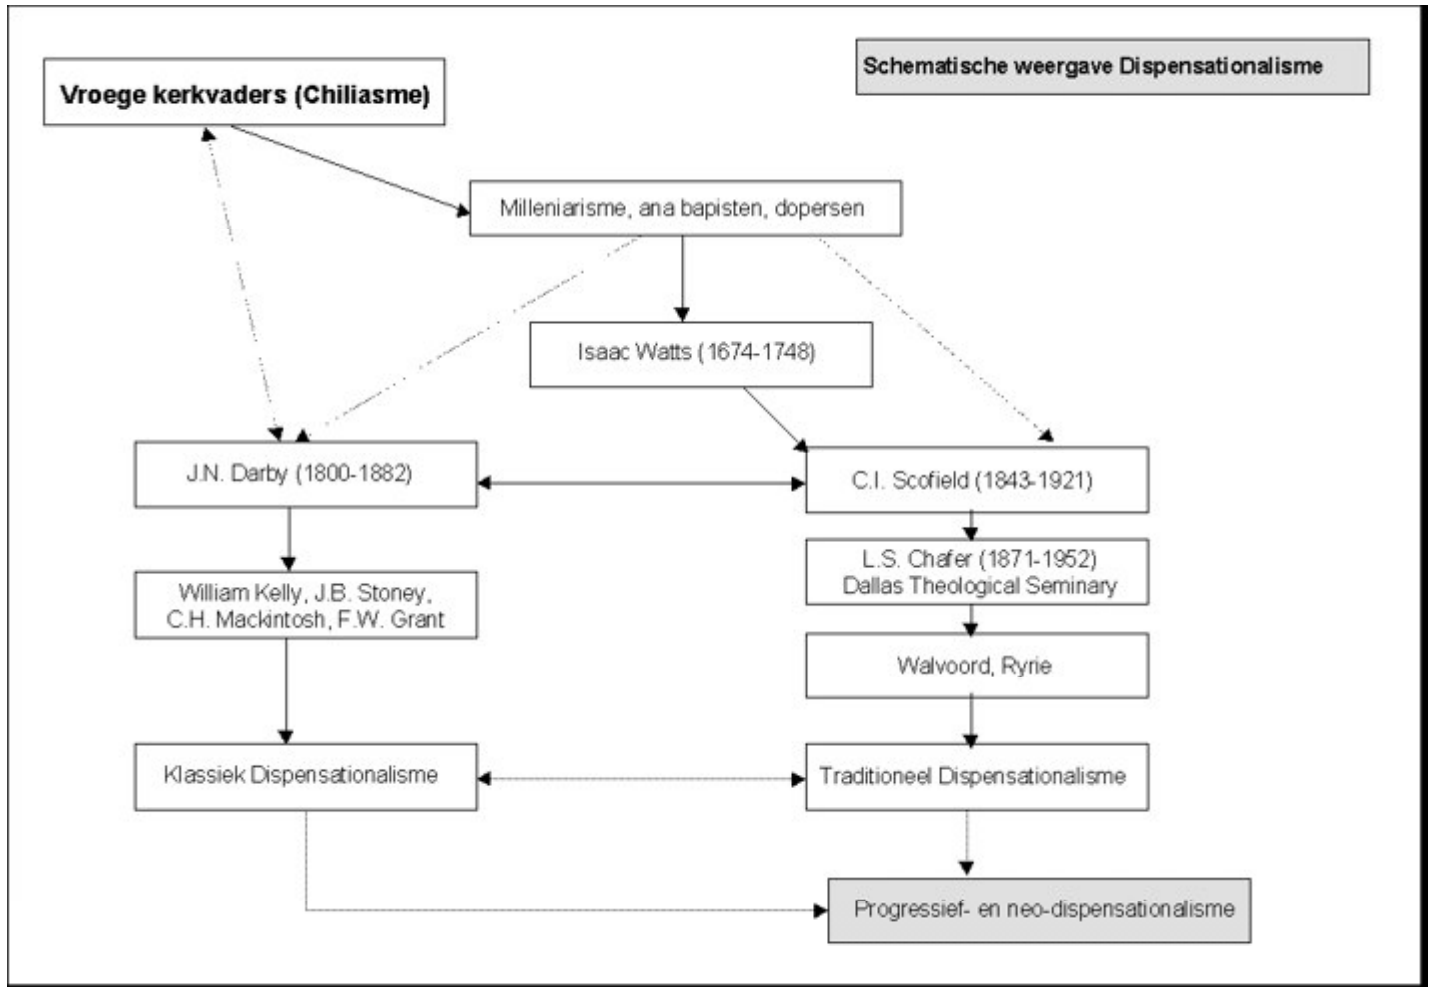 Schematische weergave Dispensationalisme
Vroege kerkvaders (Chiliasme)
Milleniarisme, ana bapisten, dopersen
Isaac Watts (1674-1748)
J.N. Darby (1800-1882)
C.I. Scofield (1843-1921)
William Kelly, J.B. Stoney,
C.H. Mackintosh, F.W. Grant
L.S. Chafer (1871-1952)
Dallas Theological Seminary
Walvoord, Ryrie
Klassiek Dispensationalisme
Traditioneel Dispensationalisme
Progressief- en neo-dispensationalisme